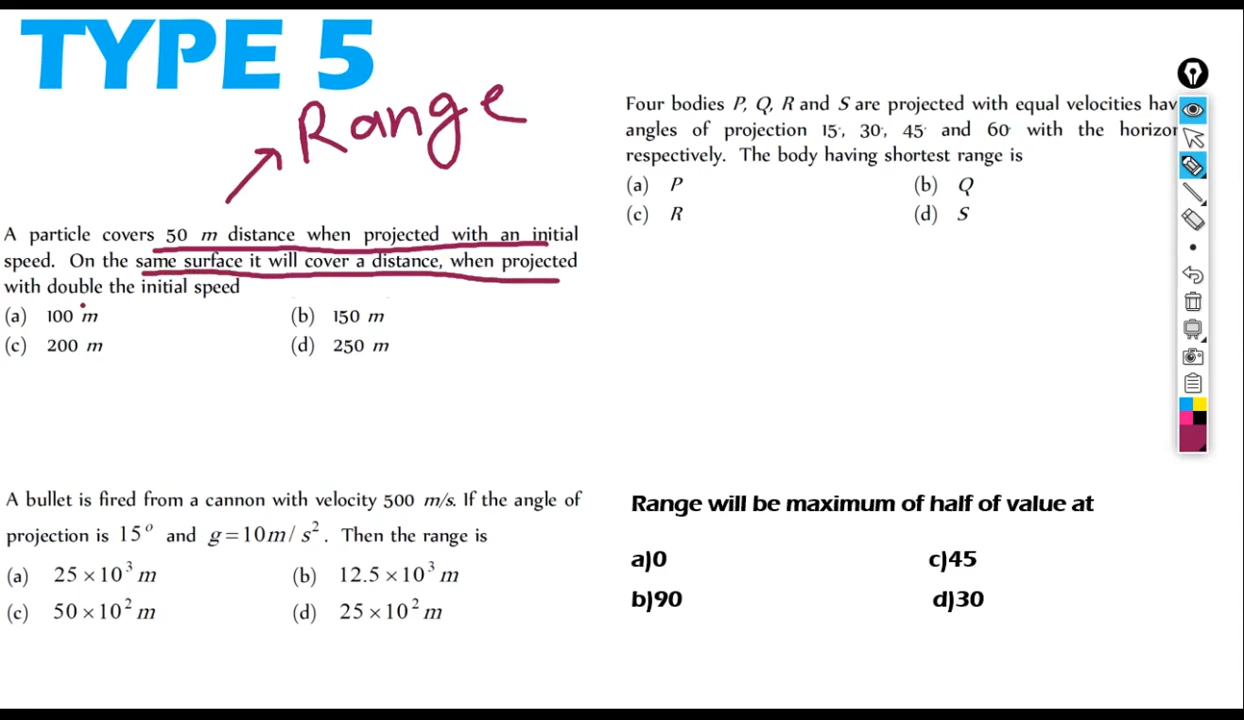 TYPE 5
Range
A particle covers 50 m distance when projected with an initial
speed. On the same surface it will cover a distance, when projected
with double the initial speed
(a) 100 m (b) 150 m
(c) 200 m (d) 250 m
Four bodies P, Q, R and S are projected with equal velocities hav
angles of projection 15°, 30°, 45° and 60° with the horizon
respectively. The body having shortest range is
(a) P (b) Q
(c) R (d) S
A bullet is fired from a cannon with velocity 500 m/s. If the angle of
projection is 15° and g=10m/s². Then the range is
(a) 25×10³ m (b) 12.5×10³ m
(c) 50×10² m (d) 25×10² m
Range will be maximum of half of value at
a)0 c)45
b)90 d)30